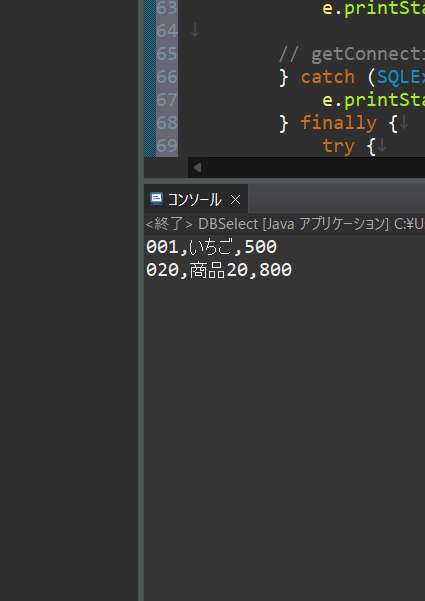 63 e.printSta
64 ↓
65 // getConnecti
66 } catch (SQLEx
67 e.printSta
68 } finally {↓
69 try {↓
コンソール ×
<終了> DBSelect [Java アプリケーション] C:¥U
001,いちご,500
020,商品20,800